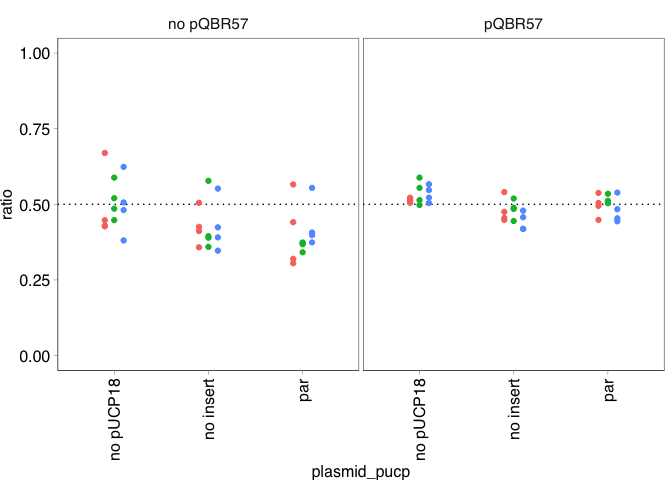 no pQBR57
pQBR57
1.00
0.75
0.50
0.25
0.00
ratio
no pUCP18
no insert
par
no pUCP18
no insert
par
plasmid_pucp